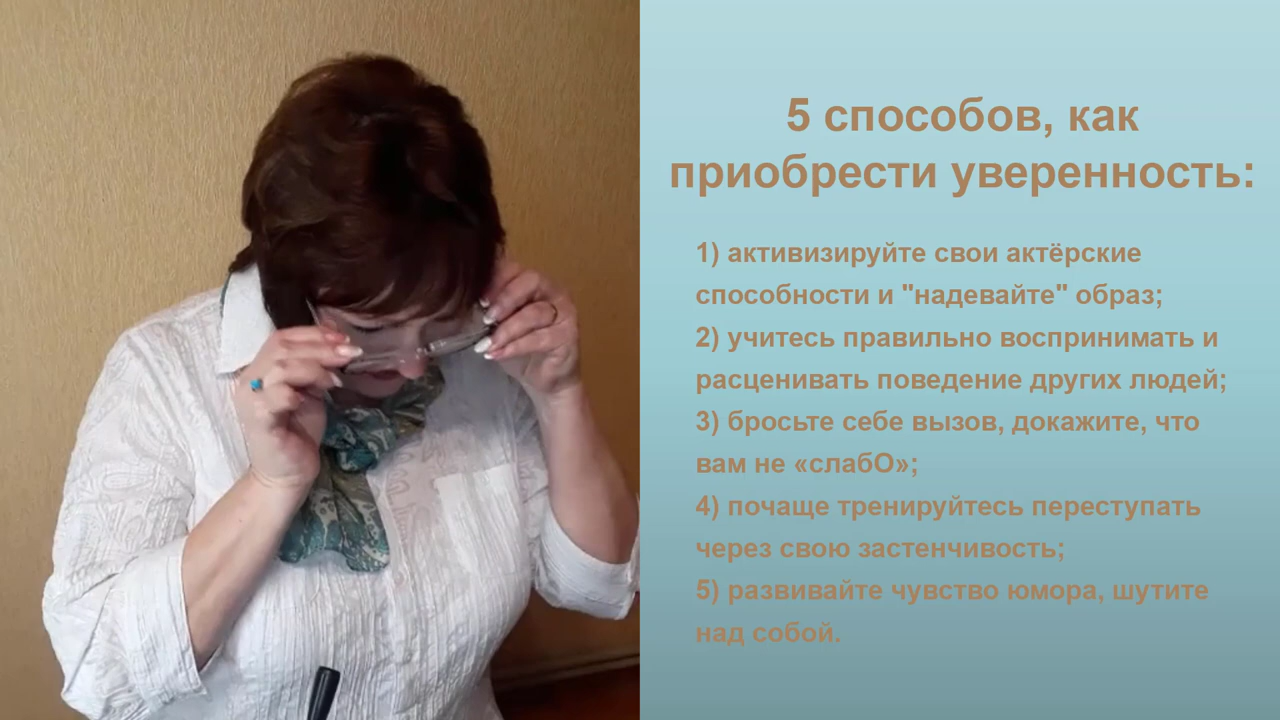 5 способов, как
приобрести уверенность:
1) активизируйте свои актёрские
способности и "надевайте" образ;
2) учитесь правильно воспринимать и
расценивать поведение других людей;
3) бросьте себе вызов, докажите, что
вам не «слабО»;
4) почаще тренируйтесь переступать
через свою застенчивость;
5) развивайте чувство юмора, шутите
над собой.